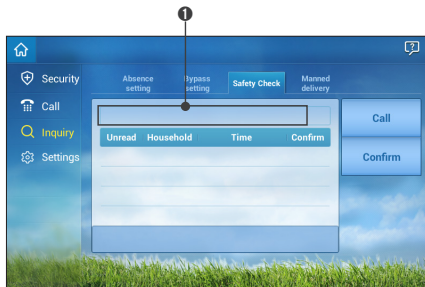 ❶
?
Security
Call
Inquiry
Settings
Absence setting
Bypass setting
Safety Check
Manned delivery
Unread Household Time Confirm
Call
Confirm